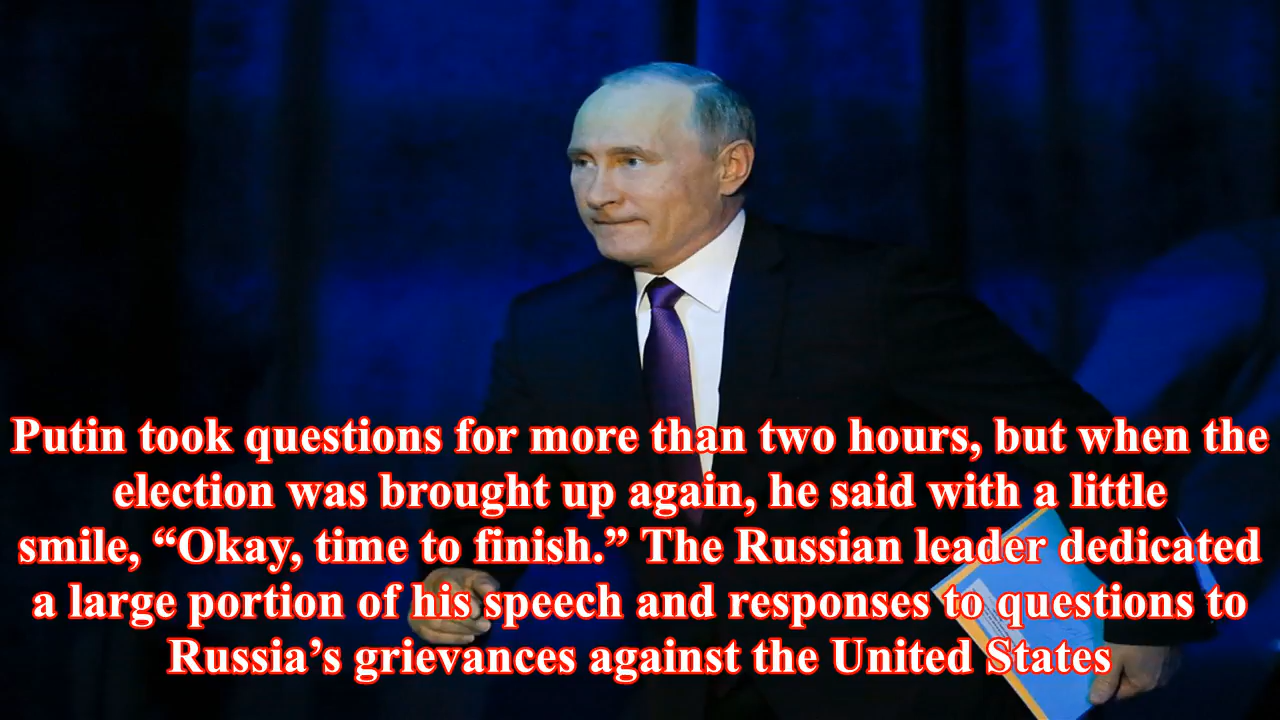 Putin took questions for more than two hours, but when the
election was brought up again, he said with a little
smile, “Okay, time to finish.” The Russian leader dedicated
a large portion of his speech and responses to questions to
Russia’s grievances against the United States